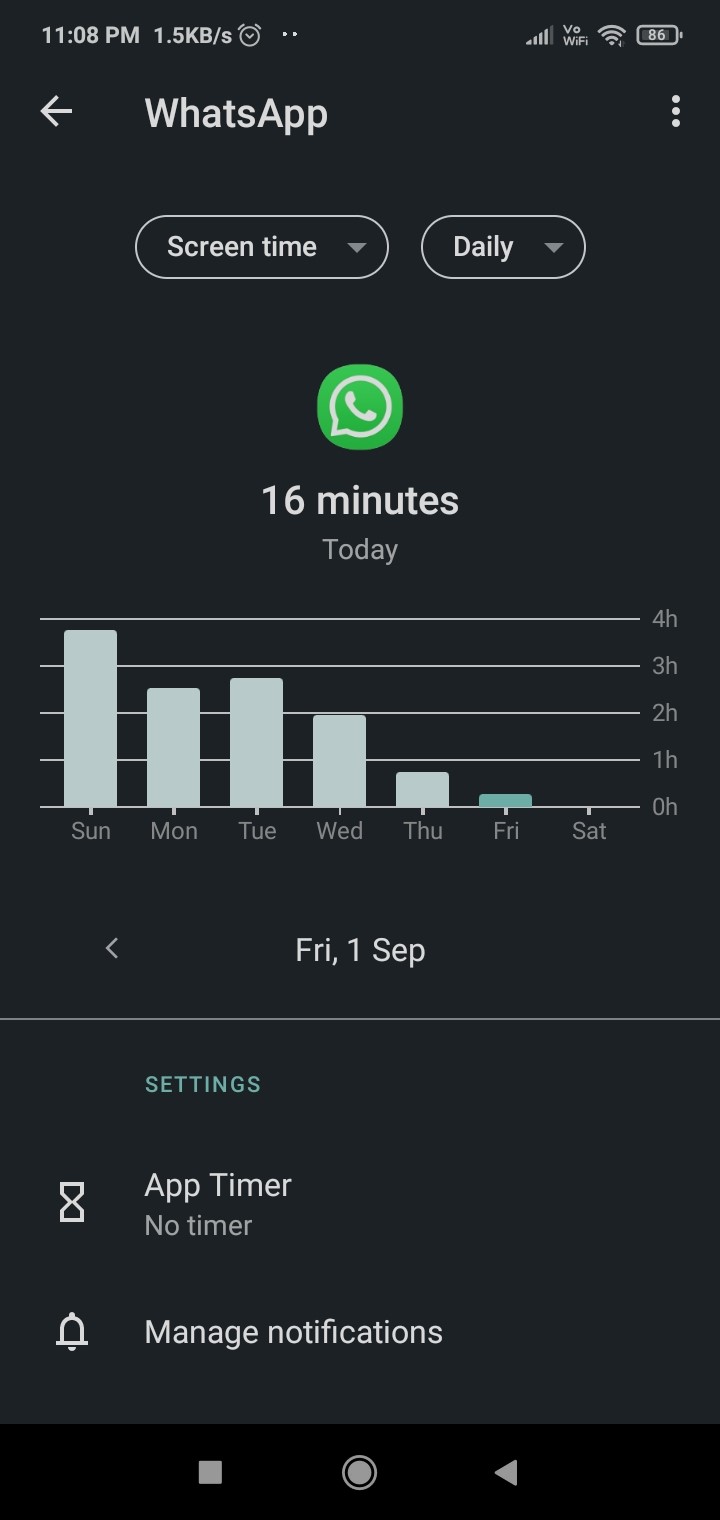 11:08 PM 1.5KB/s Vo WiFi 86
WhatsApp
Screen time Daily
16 minutes
Today
4h
3h
2h
1h
0h
Sun Mon Tue Wed Thu Fri Sat
Fri, 1 Sep
SETTINGS
App Timer
No timer
Manage notifications